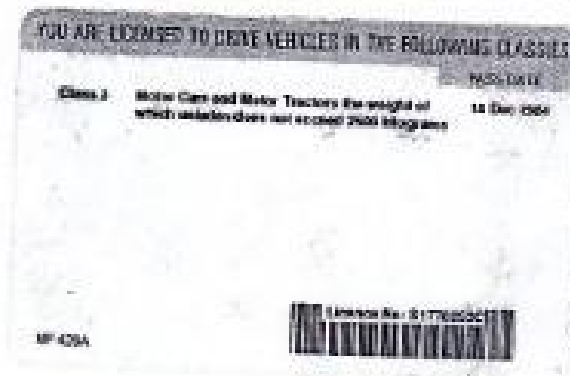 YOU ARE LICENSED TO DRIVE VEHICLES IN THE FOLLOWING CLASSES
PASS DATE
Class 3 Motor Cars and Motor Tractors the weight of
which unladen does not exceed 2500 kilograms
Dec
Licence No: